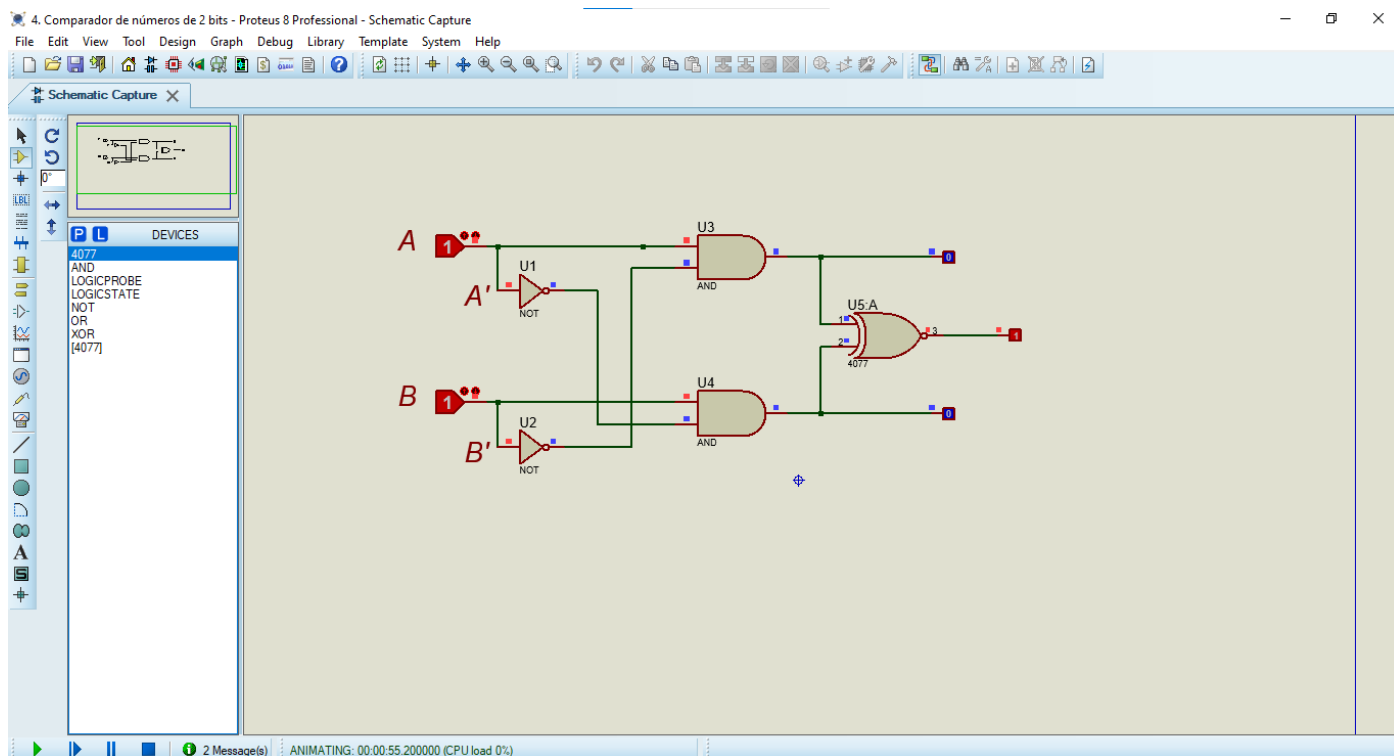 4. Comparador de números de 2 bits - Proteus 8 Professional - Schematic Capture
File Edit View Tool Design Graph Debug Library Template System Help
Schematic Capture
0°
LBL
P L DEVICES
4077
AND
LOGICPROBE
LOGICSTATE
NOT
OR
XOR
[4077]
A
S
A 1
U1
A'
NOT
U3
AND
0
U5:A
1
2
3
4077
1
B 1
U2
B'
NOT
U4
AND
0
2 Message(s) ANIMATING: 00:00:55.200000 (CPU load 0%)